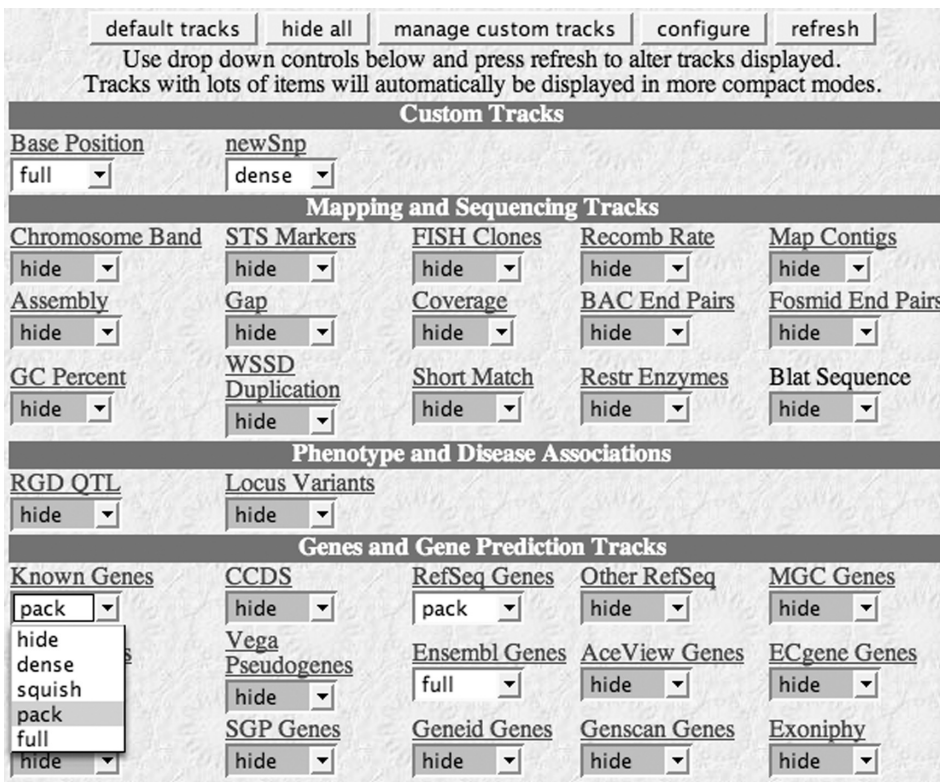 default tracks hide all manage custom tracks configure refresh
Use drop down controls below and press refresh to alter tracks displayed.
Tracks with lots of items will automatically be displayed in more compact modes.
Custom Tracks
Base Position newSnp
full dense
Mapping and Sequencing Tracks
Chromosome Band STS Markers FISH Clones Recomb Rate Map Contigs
hide hide hide hide hide
Assembly Gap Coverage BAC End Pairs Fosmid End Pairs
hide hide hide hide hide
GC Percent WSSD Duplication Short Match Restr Enzymes Blat Sequence
hide hide hide hide hide
Phenotype and Disease Associations
RGD QTL Locus Variants
hide hide
Genes and Gene Prediction Tracks
Known Genes CCDS RefSeq Genes Other RefSeq MGC Genes
pack hide pack hide hide
hide
dense
squish
pack
full
Vega Pseudogenes Ensembl Genes AceView Genes ECgene Genes
hide full hide hide
SGP Genes Geneid Genes Genscan Genes Exoniphy
hide hide hide hide hide